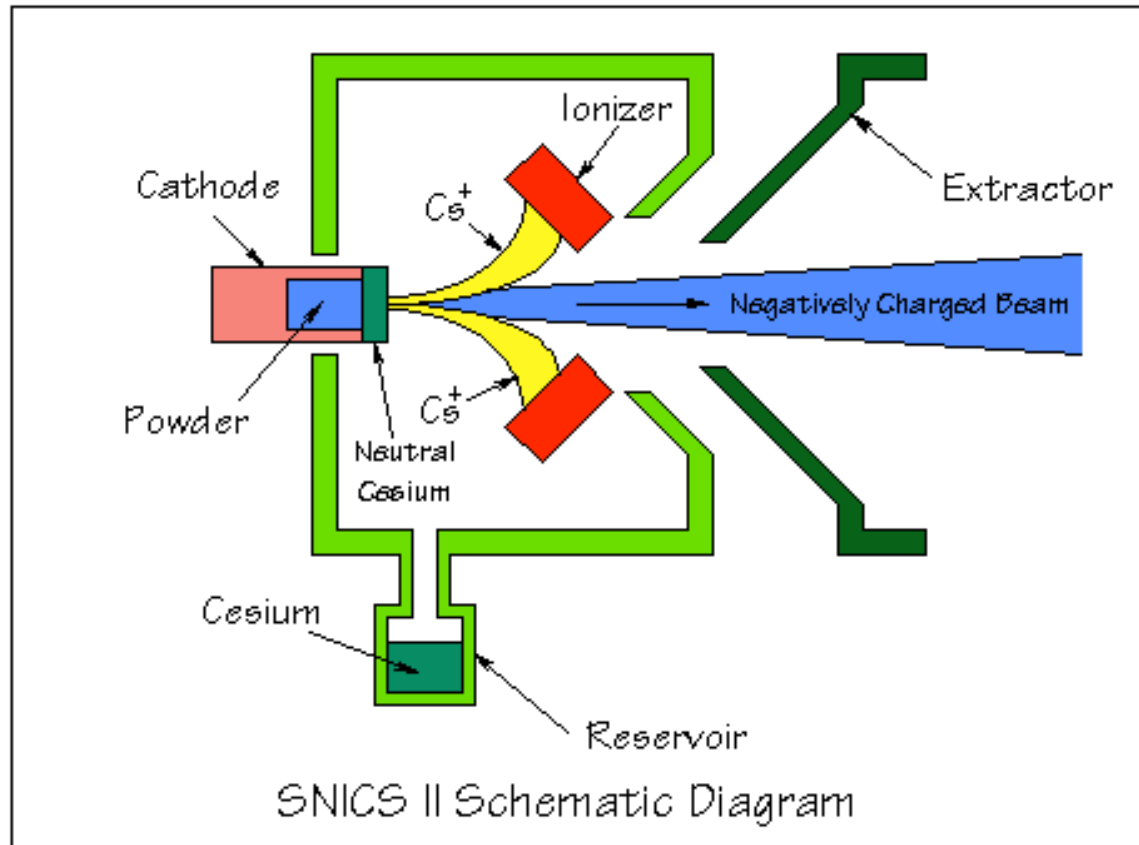 Ionizer
Cathode
Cs+
Extractor
Negatively Charged Beam
Powder
Cs+
Neutral
Cesium
Cesium
Reservoir
SNICS II Schematic Diagram